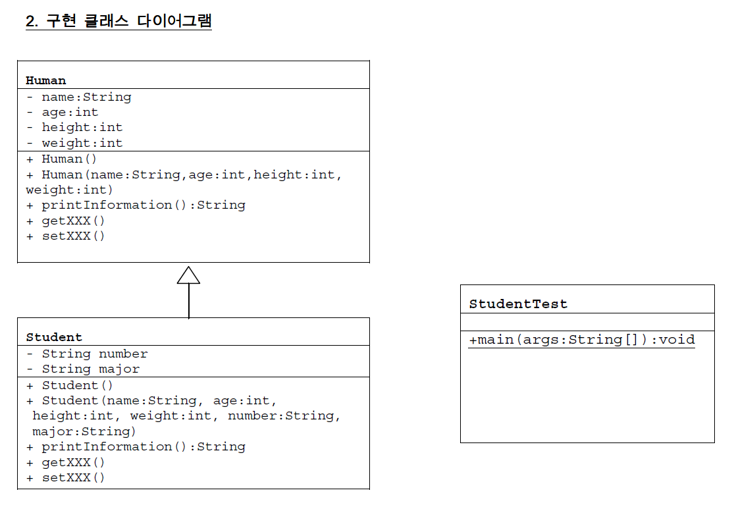 2. 구현 클래스 다이어그램
Human
- name:String
- age:int
- height:int
- weight:int
+ Human()
+ Human(name:String,age:int,height:int,
weight:int)
+ printInformation():String
+ getXXX()
+ setXXX()
Student
- String number
- String major
+ Student()
+ Student(name:String, age:int,
height:int, weight:int, number:String,
major:String)
+ printInformation():String
+ getXXX()
+ setXXX()
StudentTest
+main(args:String[]):void